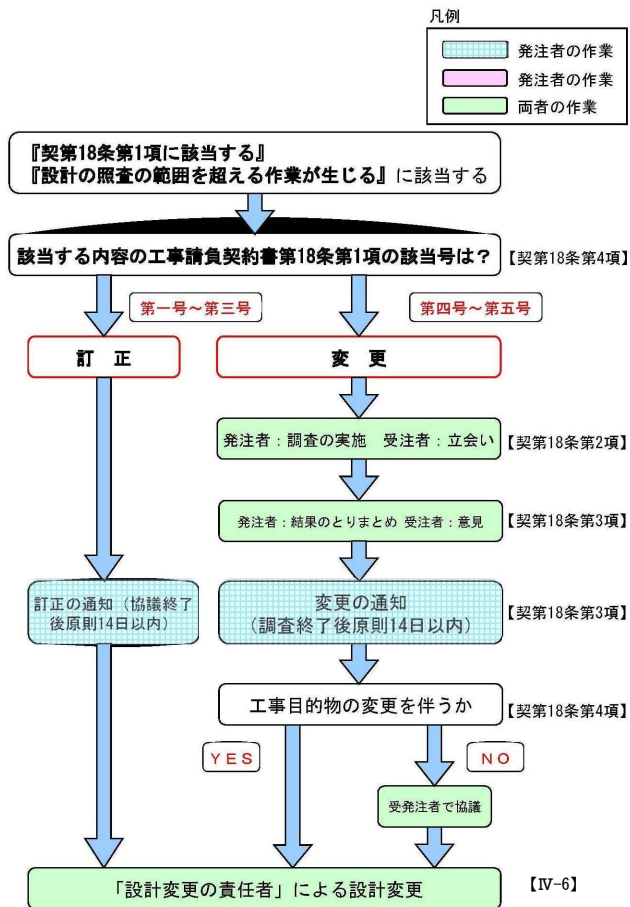 凡例
発注者の作業
発注者の作業
両者の作業
『契第18条第1項に該当する』
『設計の照査の範囲を超える作業が生じる』に該当する
該当する内容の工事請負契約書第18条第1項の該当号は？
【契第18条第4項】
第一号～第三号
第四号～第五号
訂 正
変 更
発注者：調査の実施 受注者：立会い
【契第18条第2項】
発注者：結果のとりまとめ 受注者：意見
【契第18条第3項】
訂正の通知（協議終了
後原則14日以内）
変更の通知
（調査終了後原則14日以内）
【契第18条第3項】
工事目的物の変更を伴うか
【契第18条第4項】
YES
NO
受発注者で協議
「設計変更の責任者」による設計変更
【Ⅳ-6】